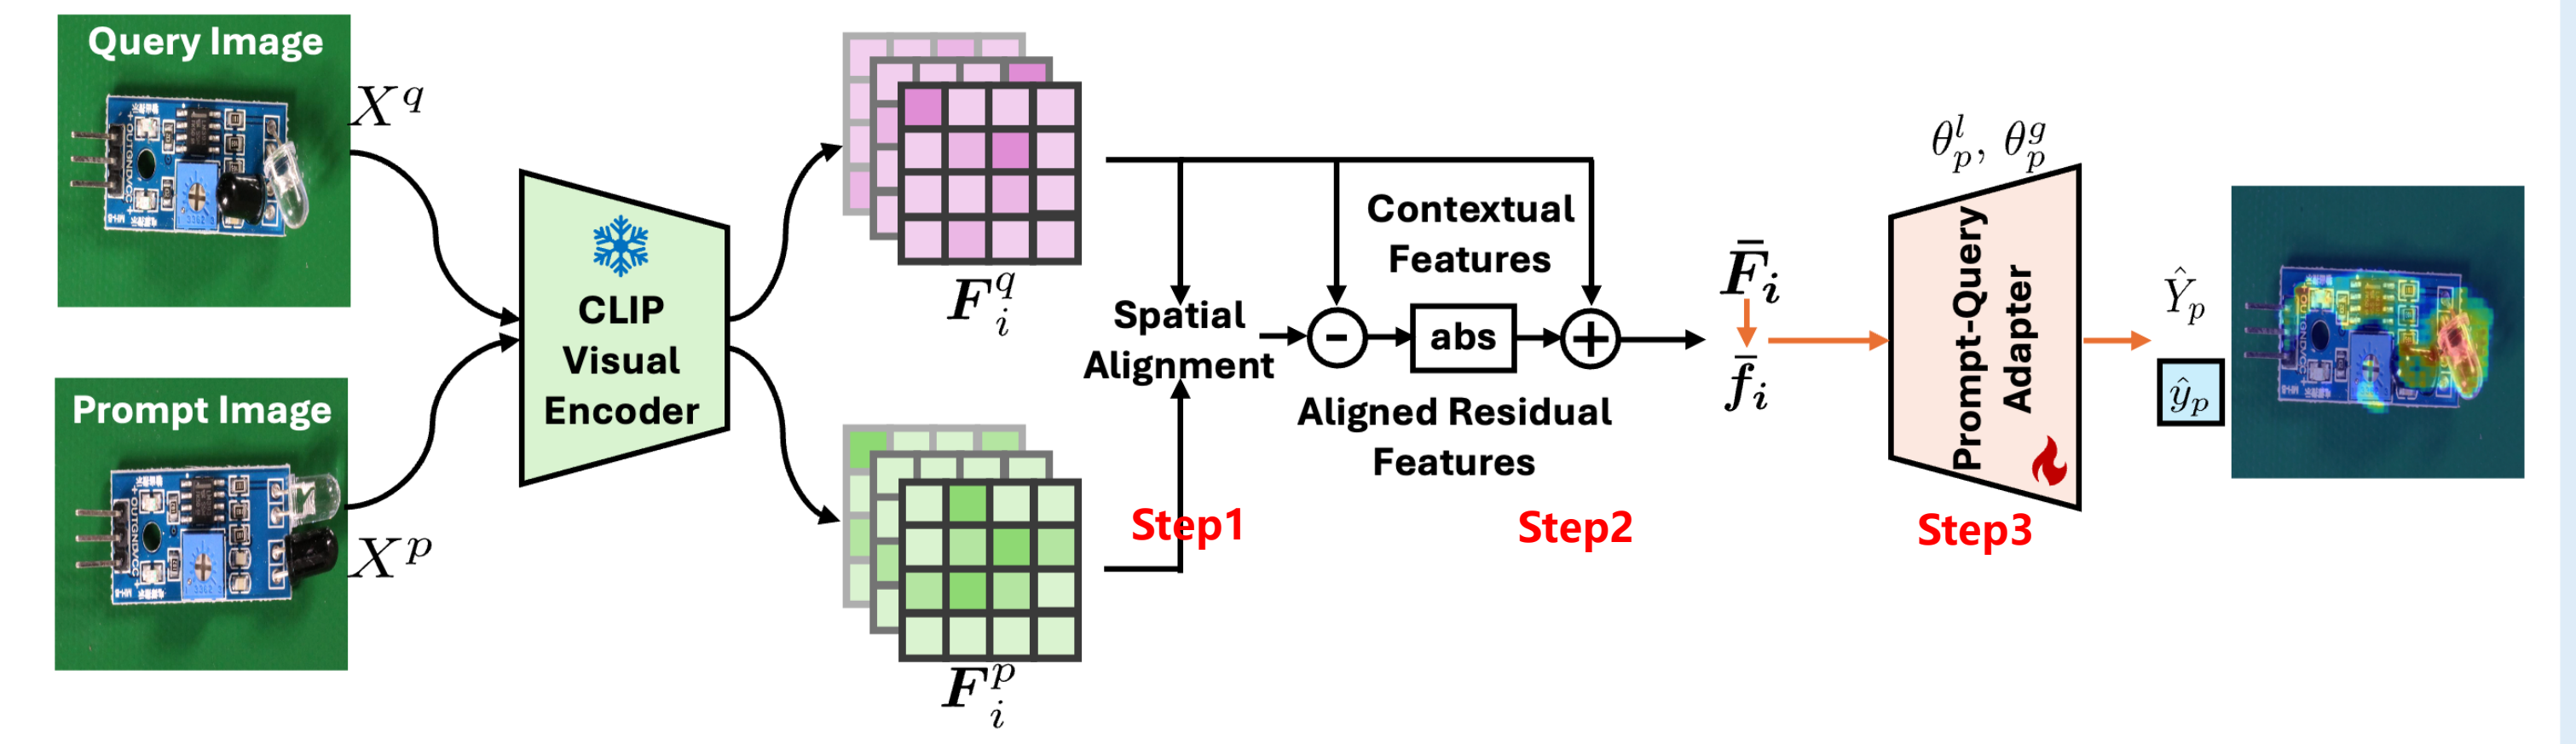 Query Image
X^q
Prompt Image
X^p
CLIP
Visual
Encoder
F_i^q
F_i^p
Spatial
Alignment
Step1
Contextual
Features
-
abs
+
Aligned Residual
Features
Step2
F̄_i
f̄_i
θ_p^l, θ_p^g
Prompt-Query
Adapter
Step3
Ŷ_p
ŷ_p